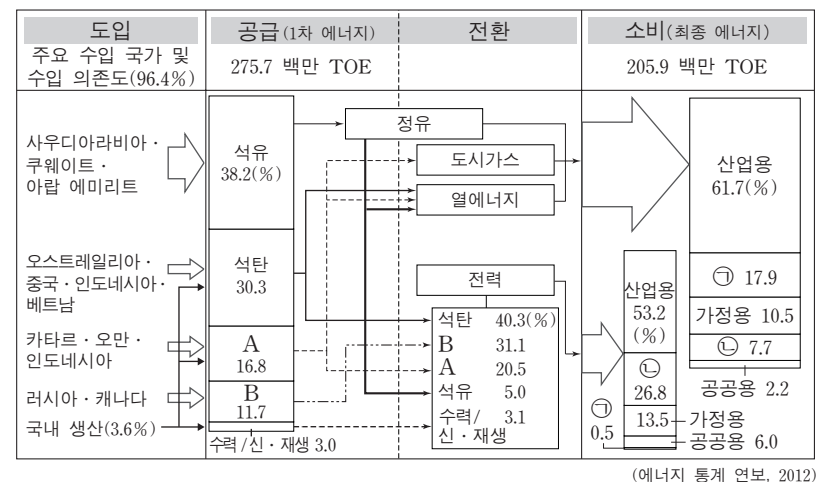 도입
공급(1차 에너지)
전환
소비(최종 에너지)
주요 수입 국가 및
수입 의존도(96.4%)
275.7 백만 TOE
205.9 백만 TOE
사우디아라비아·
쿠웨이트·
아랍 에미리트
오스트레일리아·
중국·인도네시아·
베트남
카타르·오만·
인도네시아
러시아·캐나다
국내 생산(3.6%)
석유
38.2(%)
석탄
30.3
A
16.8
B
11.7
수력/신·재생 3.0
정유
도시가스
열에너지
전력
석탄 40.3(%)
B 31.1
A 20.5
석유 5.0
수력/
신·재생 3.1
산업용
53.2
(%)
㉡
26.8
㉠
0.5
13.5 가정용
공공용 6.0
산업용
61.7(%)
㉠ 17.9
가정용 10.5
㉡ 7.7
공공용 2.2
(에너지 통계 연보, 2012)